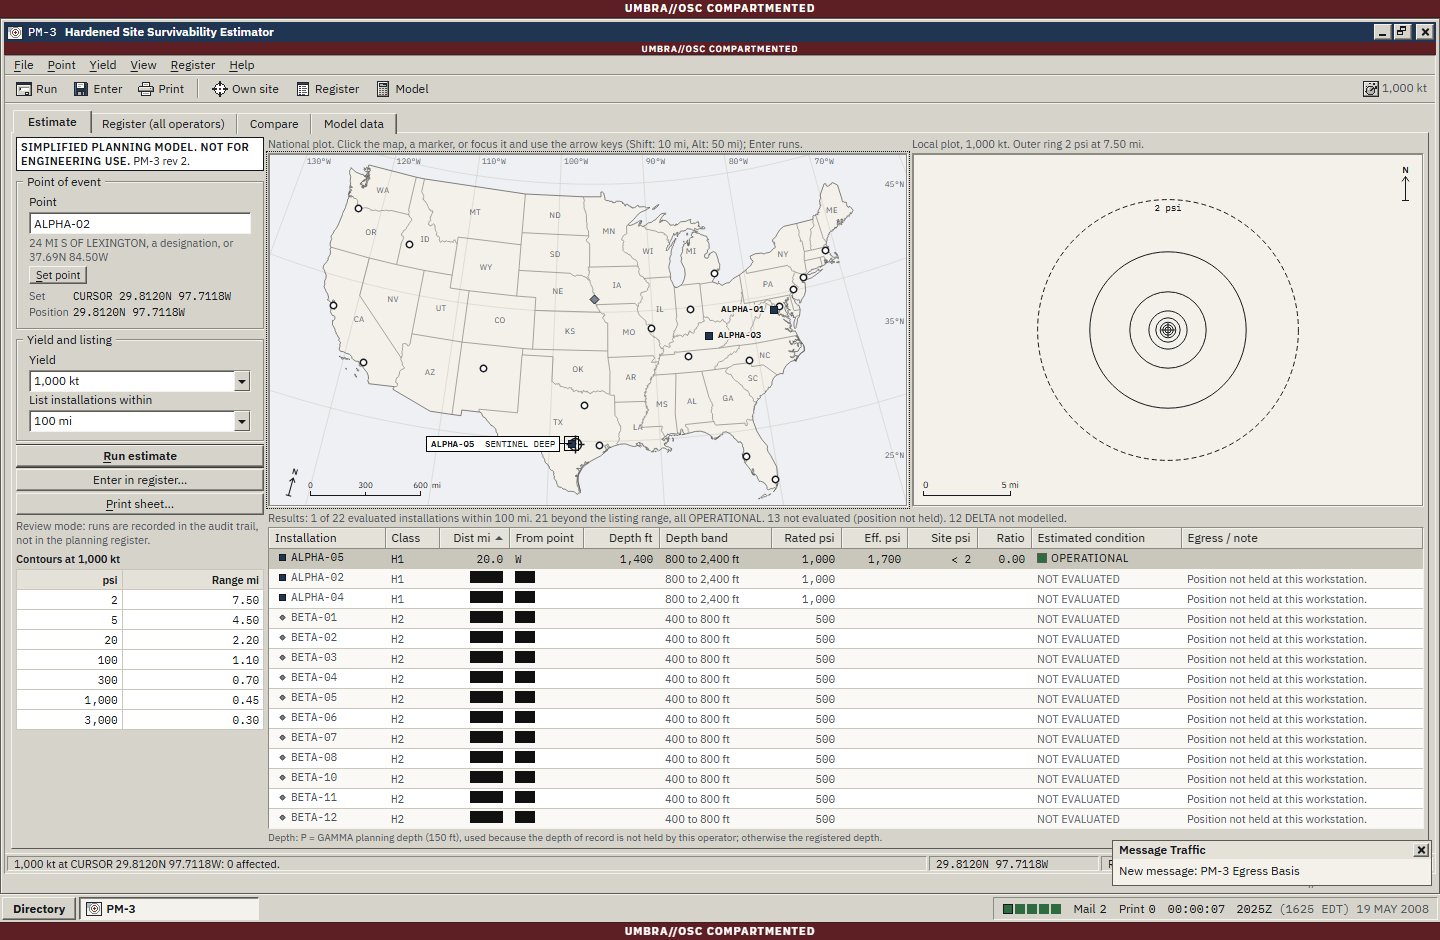 UMBRA//OSC COMPARTMENTED
PM-3 Hardened Site Survivability Estimator
UMBRA//OSC COMPARTMENTED
File Point Yield View Register Help
Run Enter Print Own site Register Model 1,000 kt
Estimate Register (all operators) Compare Model data
SIMPLIFIED PLANNING MODEL. NOT FOR
ENGINEERING USE. PM-3 rev 2.
Point of event
Point
ALPHA-02
24 MI S OF LEXINGTON, a designation, or
37.69N 84.50W
Set point
Set CURSOR 29.8120N 97.7118W
Position 29.8120N 97.7118W
Yield and listing
Yield
1,000 kt
List installations within
100 mi
Run estimate
Enter in register...
Print sheet...
Review mode: runs are recorded in the audit trail,
not in the planning register.
Contours at 1,000 kt
psi Range mi
2 7.50
5 4.50
20 2.20
100 1.10
300 0.70
1,000 0.45
3,000 0.30
National plot. Click the map, a marker, or focus it and use the arrow keys (Shift: 10 mi, Alt: 50 mi); Enter runs.
130°W 120°W 110°W 100°W 90°W 80°W 70°W
45°N
35°N
25°N
WA
MT
ND
MN
ME
OR
ID
SD
WI
MI
NY
WY
NE
IA
PA
NV
UT
CO
IL
ALPHA-01
CA
KS
MO
ALPHA-03
AZ
OK
AR
NC
SC
MS
AL
GA
TX
LA
ALPHA-05 SENTINEL DEEP
N
0 300 600 mi
Local plot, 1,000 kt. Outer ring 2 psi at 7.50 mi.
N
2 psi
0 5 mi
Results: 1 of 22 evaluated installations within 100 mi. 21 beyond the listing range, all OPERATIONAL. 13 not evaluated (position not held). 12 DELTA not modelled.
Installation Class Dist mi From point Depth ft Depth band Rated psi Eff. psi Site psi Ratio Estimated condition Egress / note
ALPHA-05 H1 20.0 W 1,400 800 to 2,400 ft 1,000 1,700 < 2 0.00 OPERATIONAL
ALPHA-02 H1 800 to 2,400 ft 1,000 NOT EVALUATED Position not held at this workstation.
ALPHA-04 H1 800 to 2,400 ft 1,000 NOT EVALUATED Position not held at this workstation.
BETA-01 H2 400 to 800 ft 500 NOT EVALUATED Position not held at this workstation.
BETA-02 H2 400 to 800 ft 500 NOT EVALUATED Position not held at this workstation.
BETA-03 H2 400 to 800 ft 500 NOT EVALUATED Position not held at this workstation.
BETA-04 H2 400 to 800 ft 500 NOT EVALUATED Position not held at this workstation.
BETA-05 H2 400 to 800 ft 500 NOT EVALUATED Position not held at this workstation.
BETA-06 H2 400 to 800 ft 500 NOT EVALUATED Position not held at this workstation.
BETA-07 H2 400 to 800 ft 500 NOT EVALUATED Position not held at this workstation.
BETA-08 H2 400 to 800 ft 500 NOT EVALUATED Position not held at this workstation.
BETA-10 H2 400 to 800 ft 500 NOT EVALUATED Position not held at this workstation.
BETA-11 H2 400 to 800 ft 500 NOT EVALUATED Position not held at this workstation.
BETA-12 H2 400 to 800 ft 500 NOT EVALUATED Position not held at this workstation.
Depth: P = GAMMA planning depth (150 ft), used because the depth of record is not held by this operator; otherwise the registered depth.
1,000 kt at CURSOR 29.8120N 97.7118W: 0 affected. 29.8120N 97.7118W
Message Traffic
New message: PM-3 Egress Basis
Directory PM-3 Mail 2 Print 0 00:00:07 2025Z (1625 EDT) 19 MAY 2008
UMBRA//OSC COMPARTMENTED